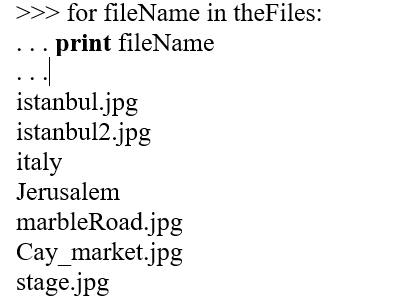 >>> for fileName in theFiles:
. . . print fileName
. . .
istanbul.jpg
istanbul2.jpg
italy
Jerusalem
marbleRoad.jpg
Cay_market.jpg
stage.jpg